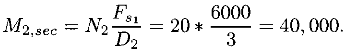 M_{2,sec} = N_2 \frac{F_{s_1}}{D_2} = 20 * \frac{6000}{3} = 40,000.